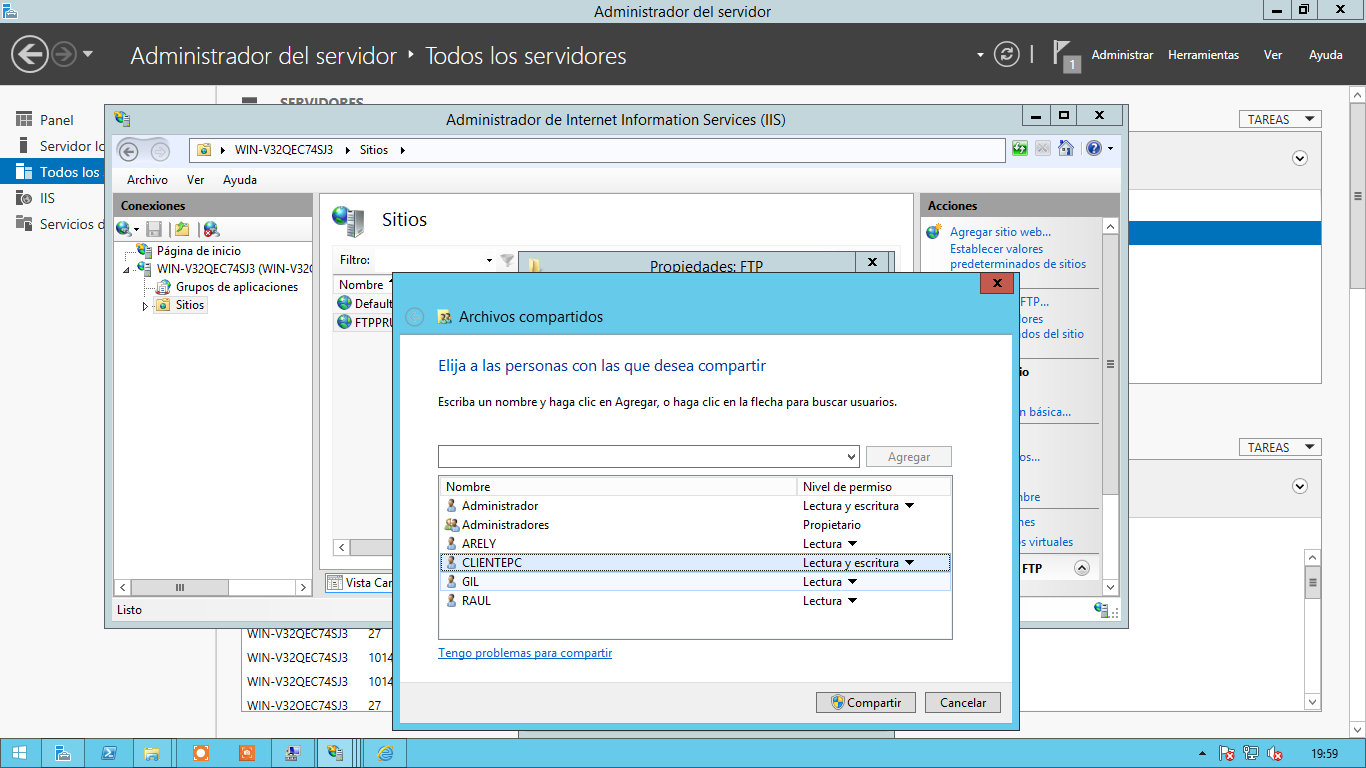 Administrador del servidor
Administrador del servidor ‣ Todos los servidores
1
Administrar
Herramientas
Ver
Ayuda
Panel
Todos los
IIS
Servicios d
SERVIDORES
TAREAS
TAREAS
Administrador de Internet Information Services (IIS)
WIN-V32QEC74SJ3
Sitios
Archivo
Ver
Ayuda
Conexiones
Página de inicio
WIN-V32QEC74SJ3 (WIN-V32
Grupos de aplicaciones
Sitios
Listo
Sitios
Filtro:
Nombre
Default
FTPPRU
Vista Car
Acciones
Agregar sitio web...
Establecer valores
predeterminados de sitios
FTP...
ores
dos del sitio
io
n básica...
os...
mbre
nes
os virtuales
FTP
Propiedades: FTP
Archivos compartidos
Elija a las personas con las que desea compartir
Escriba un nombre y haga clic en Agregar, o haga clic en la flecha para buscar usuarios.
Agregar
Nombre Nivel de permiso
Administrador Lectura y escritura
Administradores Propietario
ARELY Lectura
CLIENTEPC Lectura y escritura
GIL Lectura
RAUL Lectura
Tengo problemas para compartir
Compartir
Cancelar
WIN-V32QEC74SJ3 27
WIN-V32QEC74SJ3 1014
WIN-V32QEC74SJ3 1014
WIN-V32QEC74SJ3 27
19:59